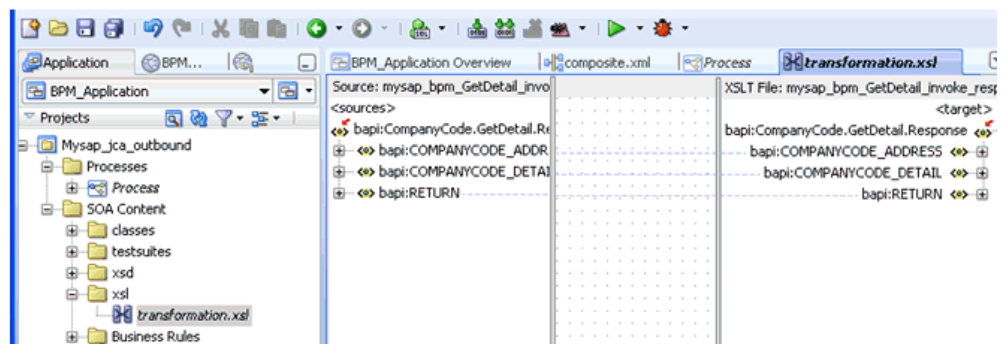 Application
BPM...
BPM_Application Overview
composite.xml
Process
transformation.xsl
BPM_Application
Projects
Mysap_jca_outbound
Processes
Process
SOA Content
classes
testsuites
xsd
xsl
transformation.xsl
Business Rules
Source: mysap_bpm_GetDetail_invo
<sources>
bapi:CompanyCode.GetDetail.Re
bapi:COMPANYCODE_ADDR
bapi:COMPANYCODE_DETAI
bapi:RETURN
XSLT File: mysap_bpm_GetDetail_invoke_resp
<target>
bapi:CompanyCode.GetDetail.Response
bapi:COMPANYCODE_ADDRESS
bapi:COMPANYCODE_DETAIL
bapi:RETURN